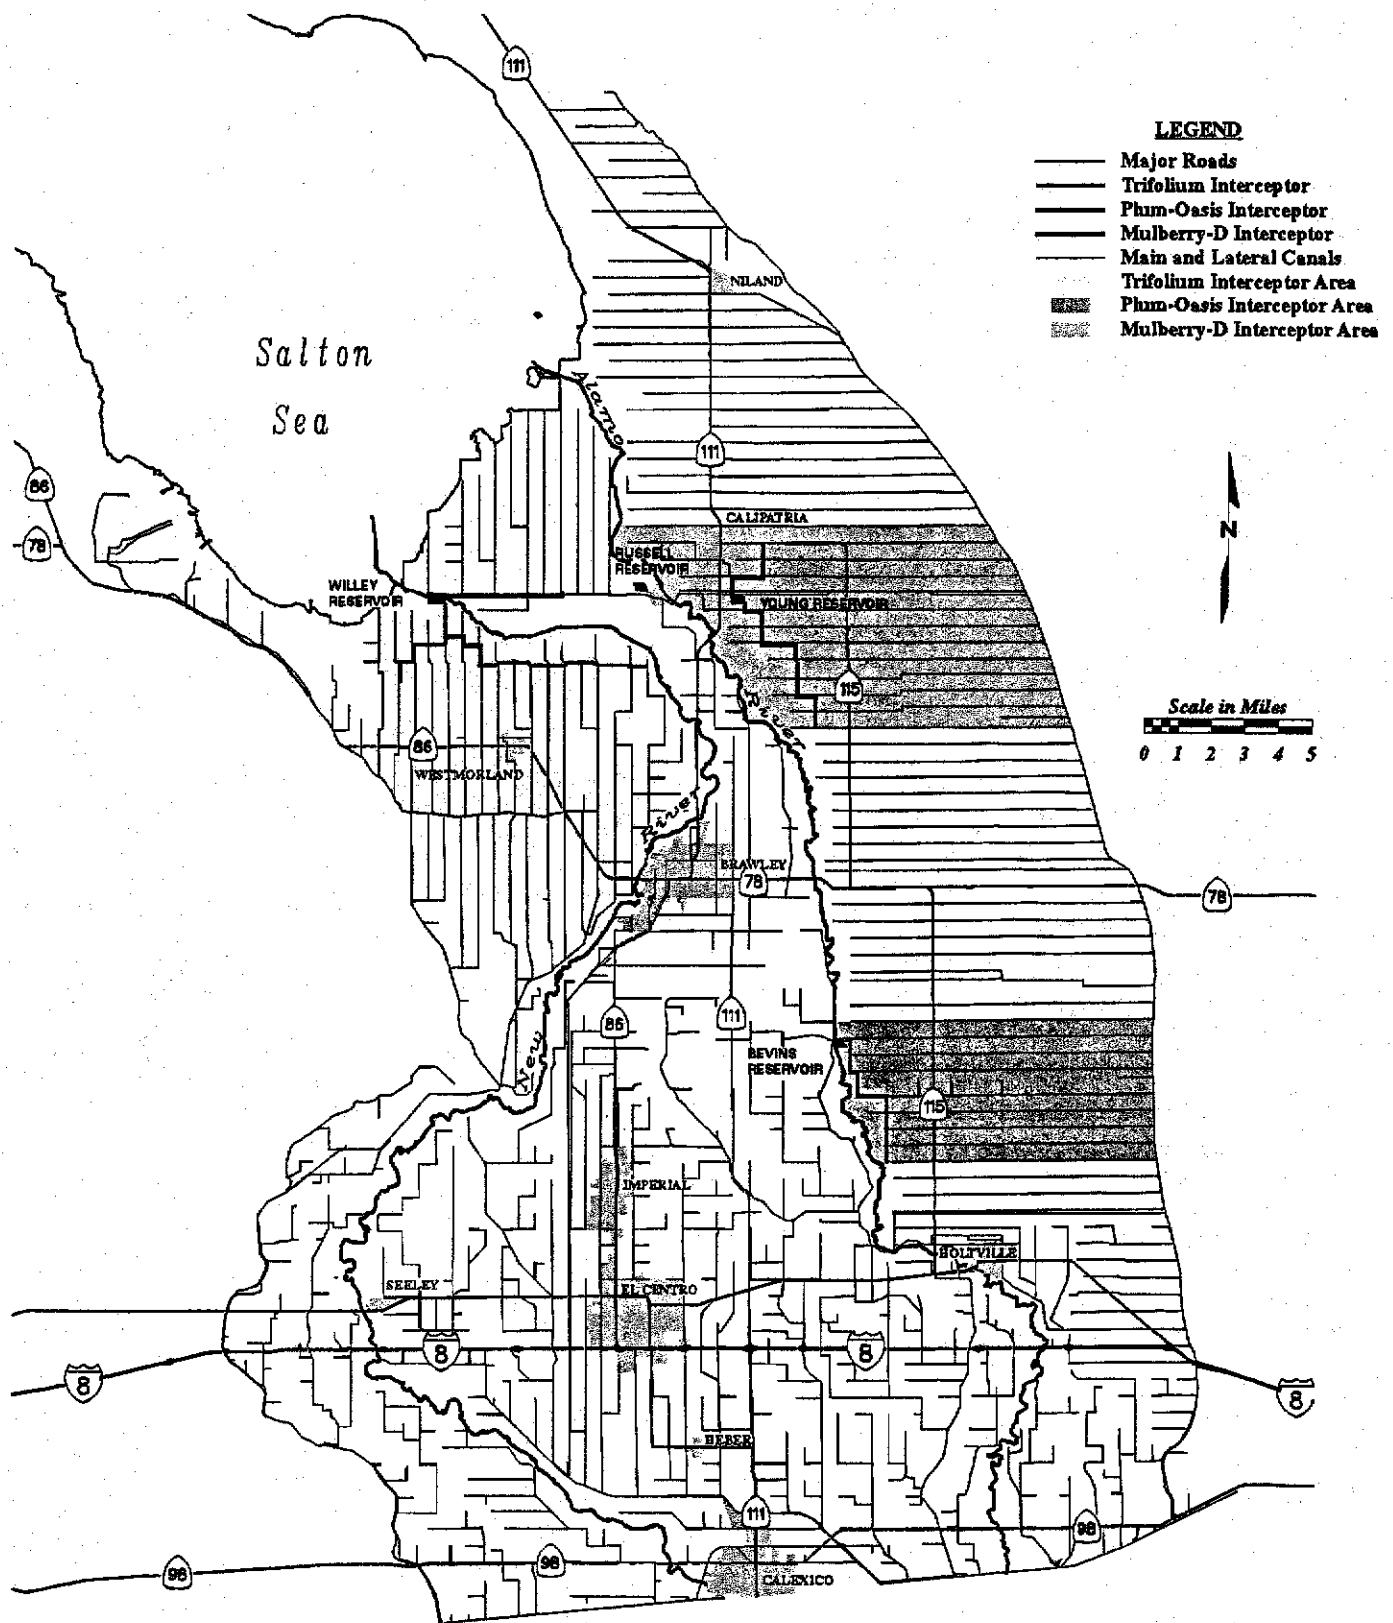 111
LEGEND
Major Roads
Trifolium Interceptor
Plum-Oasis Interceptor
Mulberry-D Interceptor
Main and Lateral Canals
Trifolium Interceptor Area
Plum-Oasis Interceptor Area
Mulberry-D Interceptor Area
NILAND
Salton
Sea
Alamo
111
86
78
N
CALIPATRIA
RUSSELL
RESERVOIR
WILLEY
RESERVOIR
YOUNG RESERVOIR
115
River
Scale in Miles
0 1 2 3 4 5
86
WESTMORLAND
River
BRAWLEY
78
78
86
111
New
BEVINS
RESERVOIR
115
IMPERIAL
HOLTVILLE
SEELEY
EL CENTRO
8
8
8
8
HEBER
111
98
98
98
CALEXICO